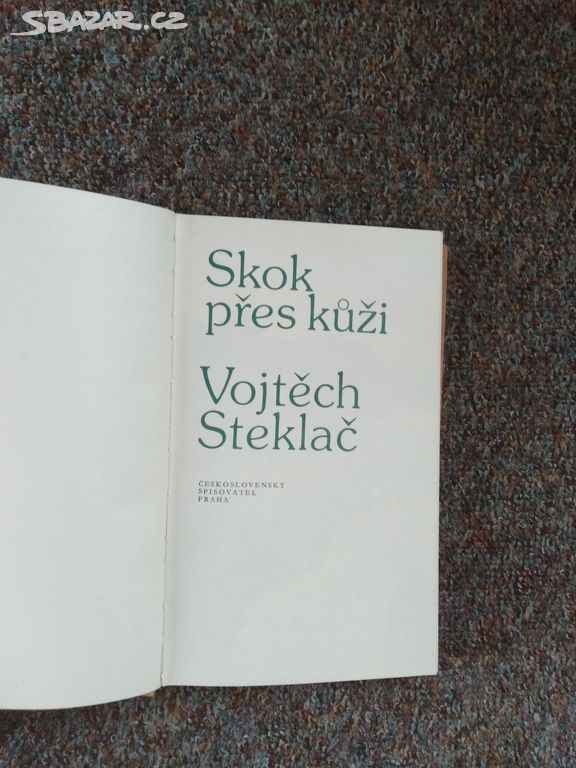 SBAZAR.CZ
Skok
přes kůži
Vojtěch
Steklač
ČESKOSLOVENSKÝ
SPISOVATEL
PRAHA